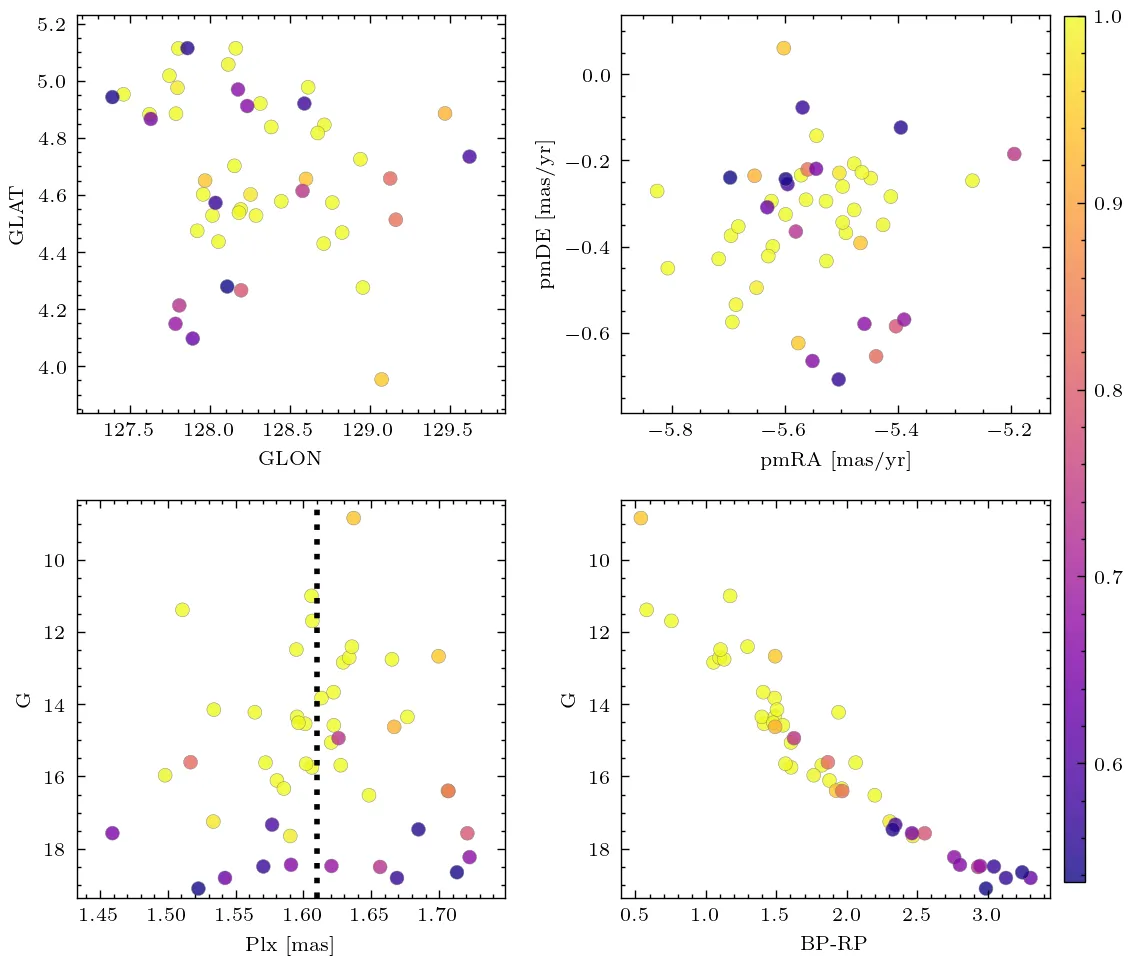 5.2
5.0
4.8
4.6
4.4
4.2
4.0
GLAT
127.5 128.0 128.5 129.0 129.5
GLON
0.0
−0.2
−0.4
−0.6
pmDE [mas/yr]
−5.8 −5.6 −5.4 −5.2
pmRA [mas/yr]
1.0
0.9
0.8
0.7
0.6
10
12
14
16
18
G
1.45 1.50 1.55 1.60 1.65 1.70
Plx [mas]
10
12
14
16
18
G
0.5 1.0 1.5 2.0 2.5 3.0
BP-RP